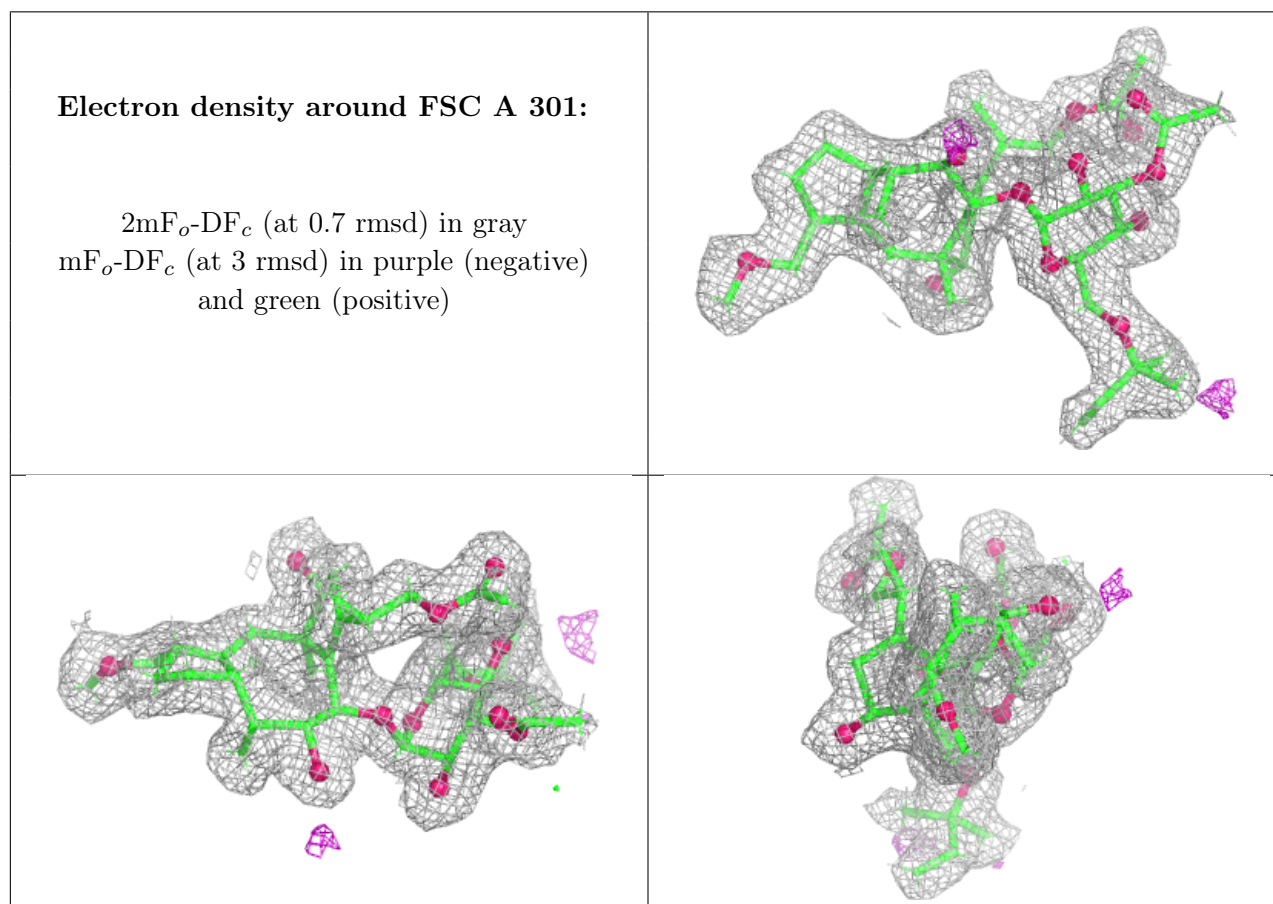 Electron density around FSC A 301:
2mFo-DFc (at 0.7 rmsd) in gray
mFo-DFc (at 3 rmsd) in purple (negative)
and green (positive)